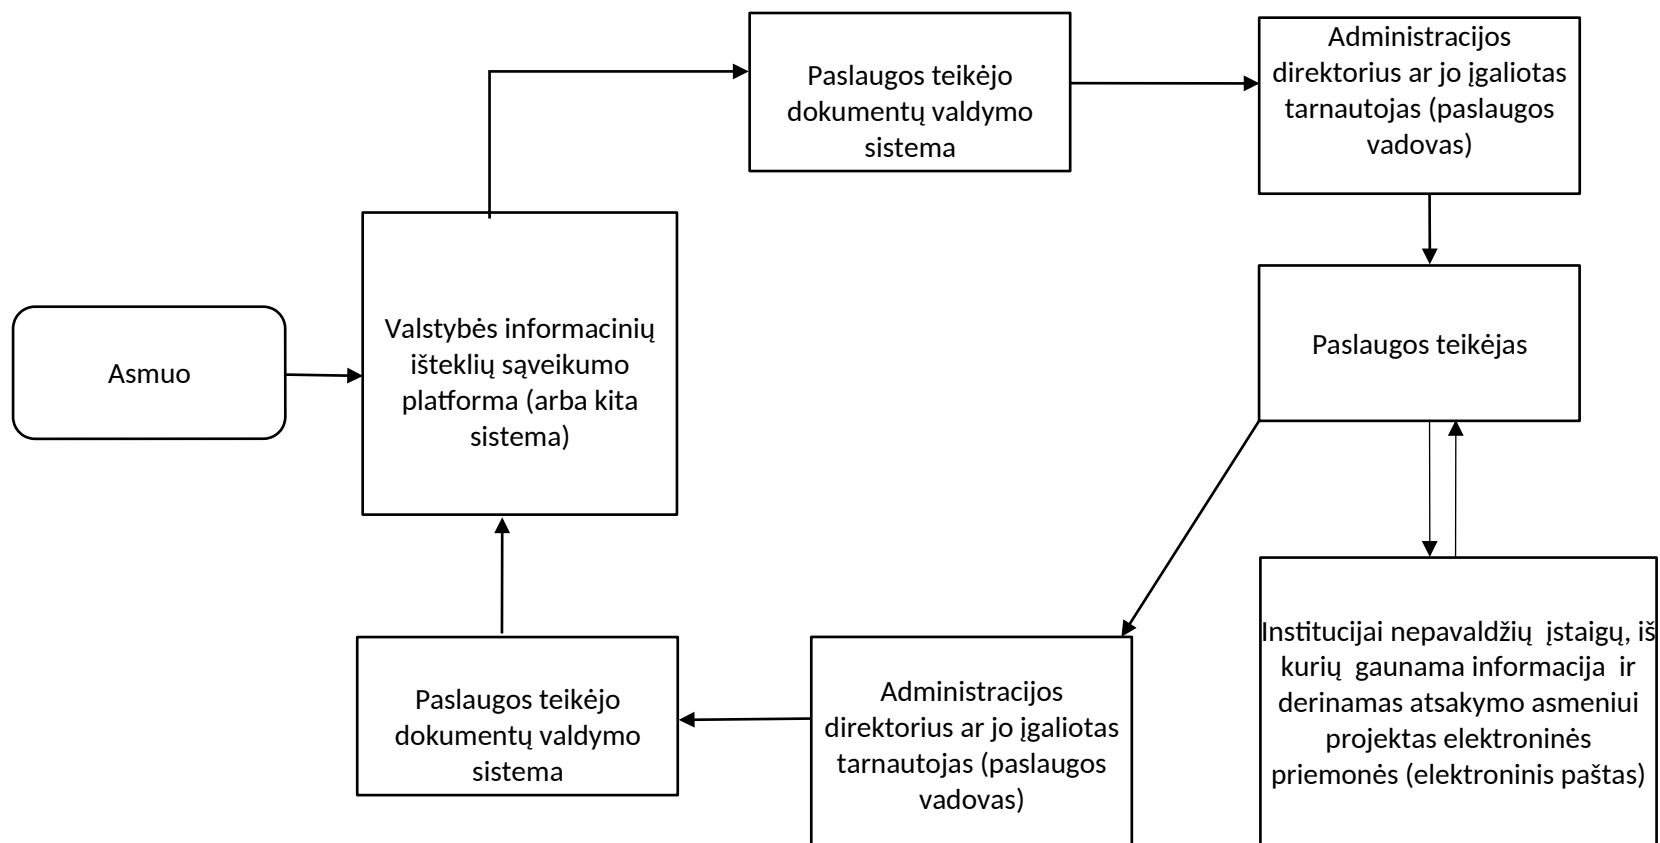 Paslaugos teikėjo
dokumentų valdymo
sistema
Administracijos
direktorius ar jo įgaliotas
tarnautojas (paslaugos
vadovas)
Asmuo
Valstybės informacinių
išteklių sąveikumo
platforma (arba kita
sistema)
Paslaugos teikėjas
Paslaugos teikėjo
dokumentų valdymo
sistema
Administracijos
direktorius ar jo įgaliotas
tarnautojas (paslaugos
vadovas)
Institucijai nepavaldžių įstaigų, iš
kurių gaunama informacija ir
derinamas atsakymo asmeniui
projektas elektroninės
priemonės (elektroninis paštas)